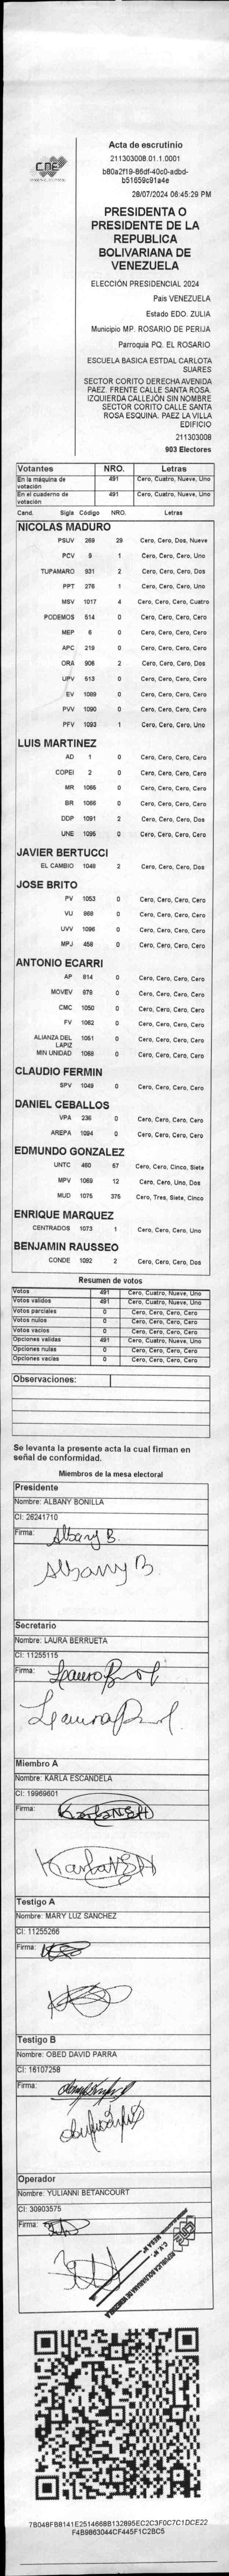 CNE
Acta de escrutinio
211303008.01.1.0001
b80a2f19-86df-40c0-adbd-
b51659c91a4e
28/07/2024 06:45:29 PM
PRESIDENTA O
PRESIDENTE DE LA
REPUBLICA
BOLIVARIANA DE
VENEZUELA
ELECCIÓN PRESIDENCIAL 2024
País VENEZUELA
Estado EDO. ZULIA
Municipio MP. ROSARIO DE PERIJA
Parroquia PQ. EL ROSARIO
ESCUELA BASICA ESTDAL CARLOTA
SUARES
SECTOR CORITO DERECHA AVENIDA
PAEZ. FRENTE CALLE SANTA ROSA.
IZQUIERDA CALLEJÓN SIN NOMBRE
SECTOR CORITO CALLE SANTA
ROSA ESQUINA. PAEZ LA VILLA
EDIFICIO
211303008
903 Electores
Votantes NRO. Letras
En la máquina de votación 491 Cero, Cuatro, Nueve, Uno
En el cuaderno de votación 491 Cero, Cuatro, Nueve, Uno
Cand. Sigla Código NRO. Letras
NICOLAS MADURO
PSUV 269 29 Cero, Cero, Dos, Nueve
PCV 9 1 Cero, Cero, Cero, Uno
TUPAMARO 931 2 Cero, Cero, Cero, Dos
PPT 276 1 Cero, Cero, Cero, Uno
MSV 1017 4 Cero, Cero, Cero, Cuatro
PODEMOS 514 0 Cero, Cero, Cero, Cero
MEP 6 0 Cero, Cero, Cero, Cero
APC 219 0 Cero, Cero, Cero, Cero
ORA 906 2 Cero, Cero, Cero, Dos
UPV 513 0 Cero, Cero, Cero, Cero
EV 1089 0 Cero, Cero, Cero, Cero
PVV 1090 0 Cero, Cero, Cero, Cero
PFV 1093 1 Cero, Cero, Cero, Uno
LUIS MARTINEZ
AD 1 0 Cero, Cero, Cero, Cero
COPEI 2 0 Cero, Cero, Cero, Cero
MR 1065 0 Cero, Cero, Cero, Cero
BR 1066 0 Cero, Cero, Cero, Cero
DDP 1091 2 Cero, Cero, Cero, Dos
UNE 1095 0 Cero, Cero, Cero, Cero
JAVIER BERTUCCI
EL CAMBIO 1048 2 Cero, Cero, Cero, Dos
JOSE BRITO
PV 1053 0 Cero, Cero, Cero, Cero
VU 868 0 Cero, Cero, Cero, Cero
UVV 1096 0 Cero, Cero, Cero, Cero
MPJ 458 0 Cero, Cero, Cero, Cero
ANTONIO ECARRI
AP 814 0 Cero, Cero, Cero, Cero
MOVEV 979 0 Cero, Cero, Cero, Cero
CMC 1050 0 Cero, Cero, Cero, Cero
FV 1062 0 Cero, Cero, Cero, Cero
ALIANZA DEL LAPIZ 1051 0 Cero, Cero, Cero, Cero
MIN UNIDAD 1068 0 Cero, Cero, Cero, Cero
CLAUDIO FERMIN
SPV 1049 0 Cero, Cero, Cero, Cero
DANIEL CEBALLOS
VPA 236 0 Cero, Cero, Cero, Cero
AREPA 1094 0 Cero, Cero, Cero, Cero
EDMUNDO GONZALEZ
UNTC 460 57 Cero, Cero, Cinco, Siete
MPV 1069 12 Cero, Cero, Uno, Dos
MUD 1075 375 Cero, Tres, Siete, Cinco
ENRIQUE MARQUEZ
CENTRADOS 1073 1 Cero, Cero, Cero, Uno
BENJAMIN RAUSSEO
CONDE 1092 2 Cero, Cero, Cero, Dos
Resumen de votos
Votos 491 Cero, Cuatro, Nueve, Uno
Votos validos 491 Cero, Cuatro, Nueve, Uno
Votos parciales 0 Cero, Cero, Cero, Cero
Votos nulos 0 Cero, Cero, Cero, Cero
Votos vacios 0 Cero, Cero, Cero, Cero
Opciones validas 491 Cero, Cuatro, Nueve, Uno
Opciones nulas 0 Cero, Cero, Cero, Cero
Opciones vacias 0 Cero, Cero, Cero, Cero
Observaciones:
Se levanta la presente acta la cual firman en
señal de conformidad.
Miembros de la mesa electoral
Presidente
Nombre: ALBANY BONILLA
CI: 26241710
Firma: Albany B.
Albany B.
Secretario
Nombre: LAURA BERRUETA
CI: 11255115
Firma:
Miembro A
Nombre: KARLA ESCANDELA
CI: 19969601
Firma:
Testigo A
Nombre: MARY LUZ SANCHEZ
CI: 11255266
Firma:
Testigo B
Nombre: OBED DAVID PARRA
CI: 16107258
Firma:
Operador
Nombre: YULIANNI BETANCOURT
CI: 30903575
Firma:
CNE
REPUBLICA BOLIVARIANA DE VENEZUELA
C.V. Nº
MESA Nº
7B048FB8141E2514668B132895EC2C3F0C7C1DCE22
F4B9863044CF445F1C2BC5